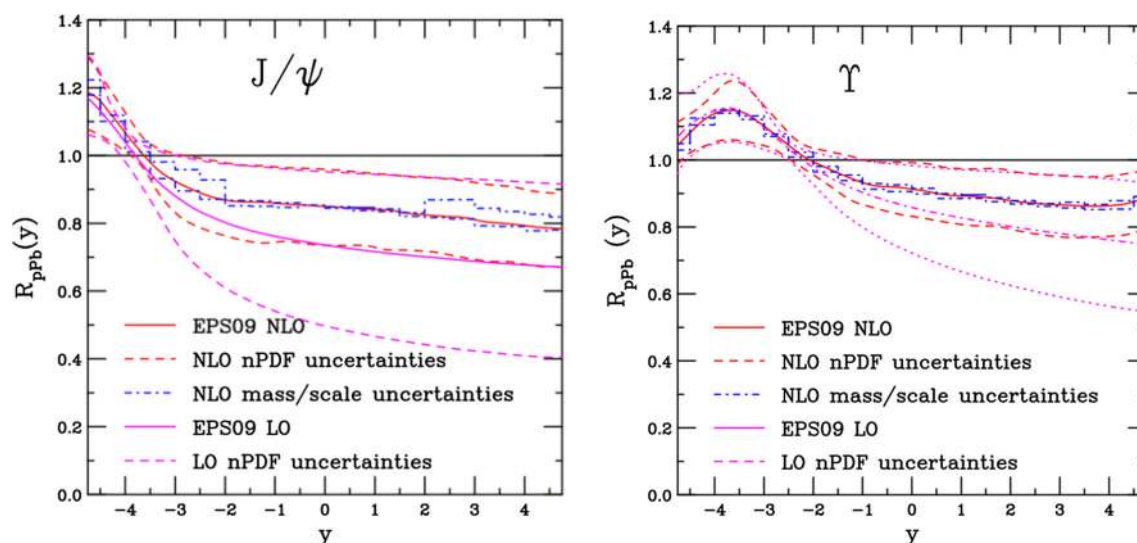 1.4
1.2
1.0
0.8
0.6
0.4
0.2
0.0
R_pPb(y)
J/ψ
EPS09 NLO
NLO nPDF uncertainties
NLO mass/scale uncertainties
EPS09 LO
LO nPDF uncertainties
−4 −3 −2 −1 0 1 2 3 4
y
1.4
1.2
1.0
0.8
0.6
0.4
0.2
0.0
R_pPb(y)
ϒ
EPS09 NLO
NLO nPDF uncertainties
NLO mass/scale uncertainties
EPS09 LO
LO nPDF uncertainties
−4 −3 −2 −1 0 1 2 3 4
y